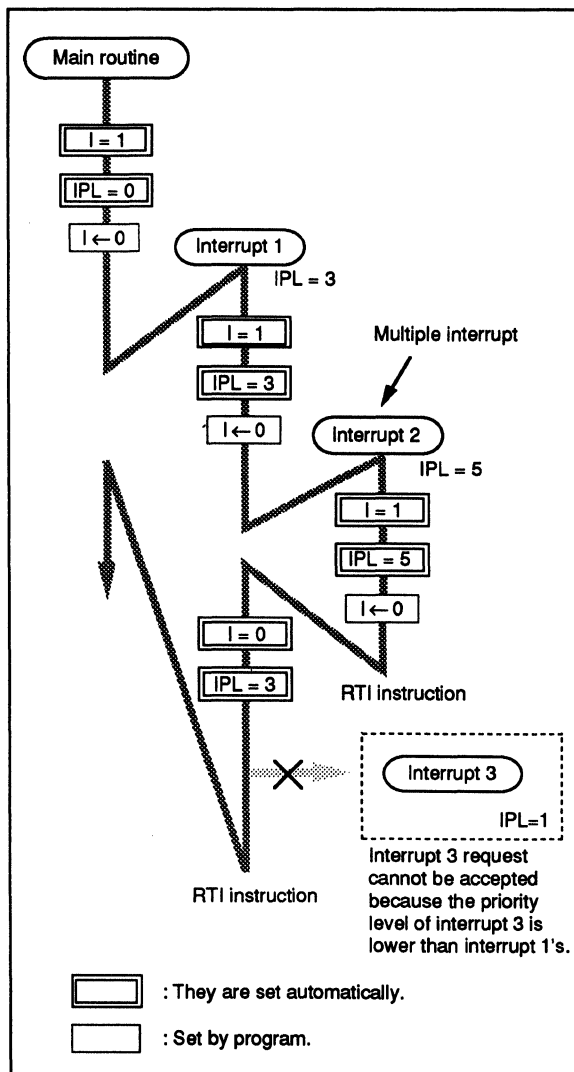 Main routine
I = 1
IPL = 0
I ← 0
Interrupt 1
IPL = 3
I = 1
IPL = 3
I ← 0
Multiple interrupt
Interrupt 2
IPL = 5
I = 1
IPL = 5
I ← 0
RTI instruction
I = 0
IPL = 3
Interrupt 3
IPL=1
Interrupt 3 request
cannot be accepted
because the priority
level of interrupt 3 is
lower than interrupt 1's.
RTI instruction
: They are set automatically.
: Set by program.